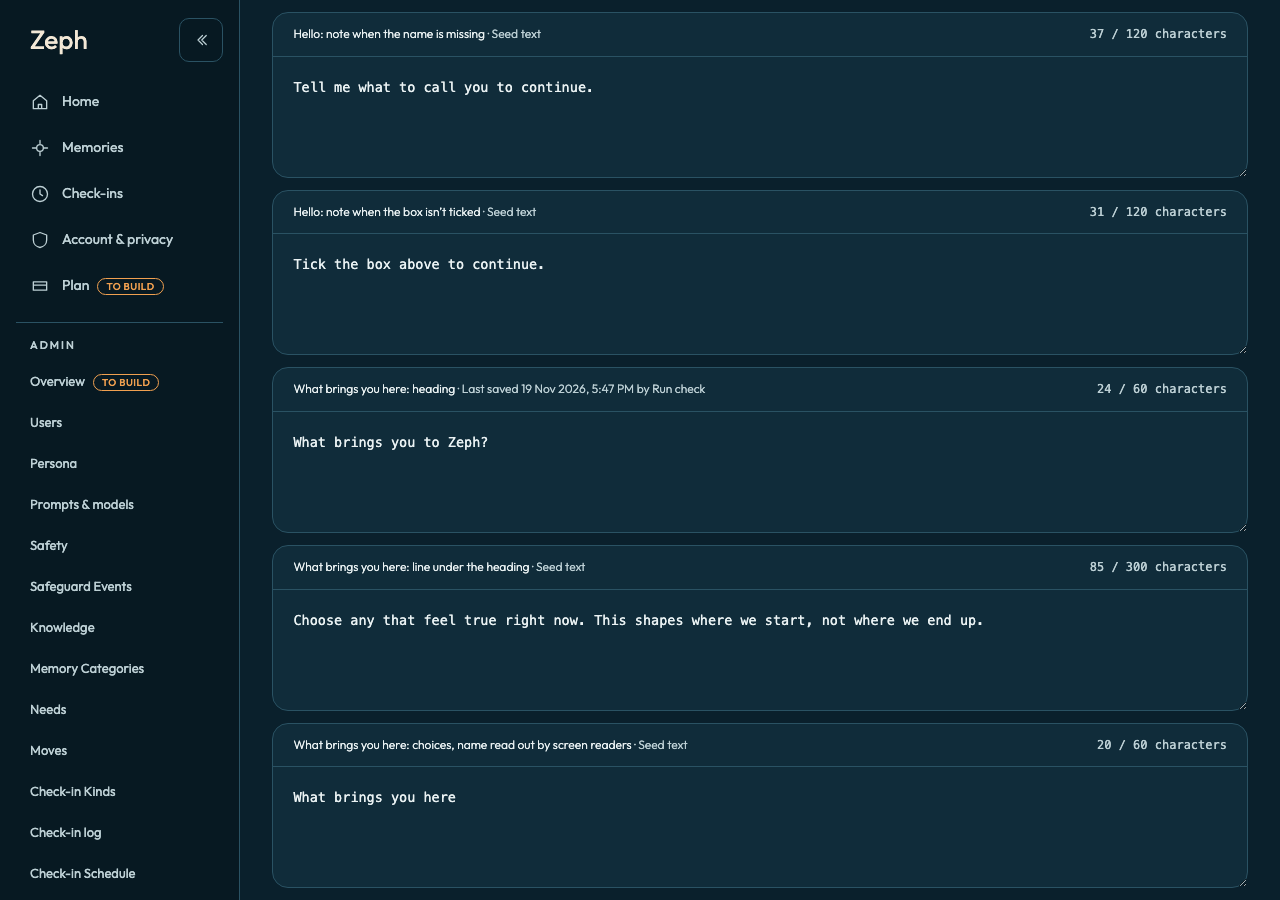 Zeph
Home
Memories
Check-ins
Account & privacy
Plan TO BUILD
ADMIN
Overview TO BUILD
Users
Persona
Prompts & models
Safety
Safeguard Events
Knowledge
Memory Categories
Needs
Moves
Check-in Kinds
Check-in log
Check-in Schedule
Hello: note when the name is missing · Seed text 37 / 120 characters
Tell me what to call you to continue.
Hello: note when the box isn’t ticked · Seed text 31 / 120 characters
Tick the box above to continue.
What brings you here: heading · Last saved 19 Nov 2026, 5:47 PM by Run check 24 / 60 characters
What brings you to Zeph?
What brings you here: line under the heading · Seed text 85 / 300 characters
Choose any that feel true right now. This shapes where we start, not where we end up.
What brings you here: choices, name read out by screen readers · Seed text 20 / 60 characters
What brings you here